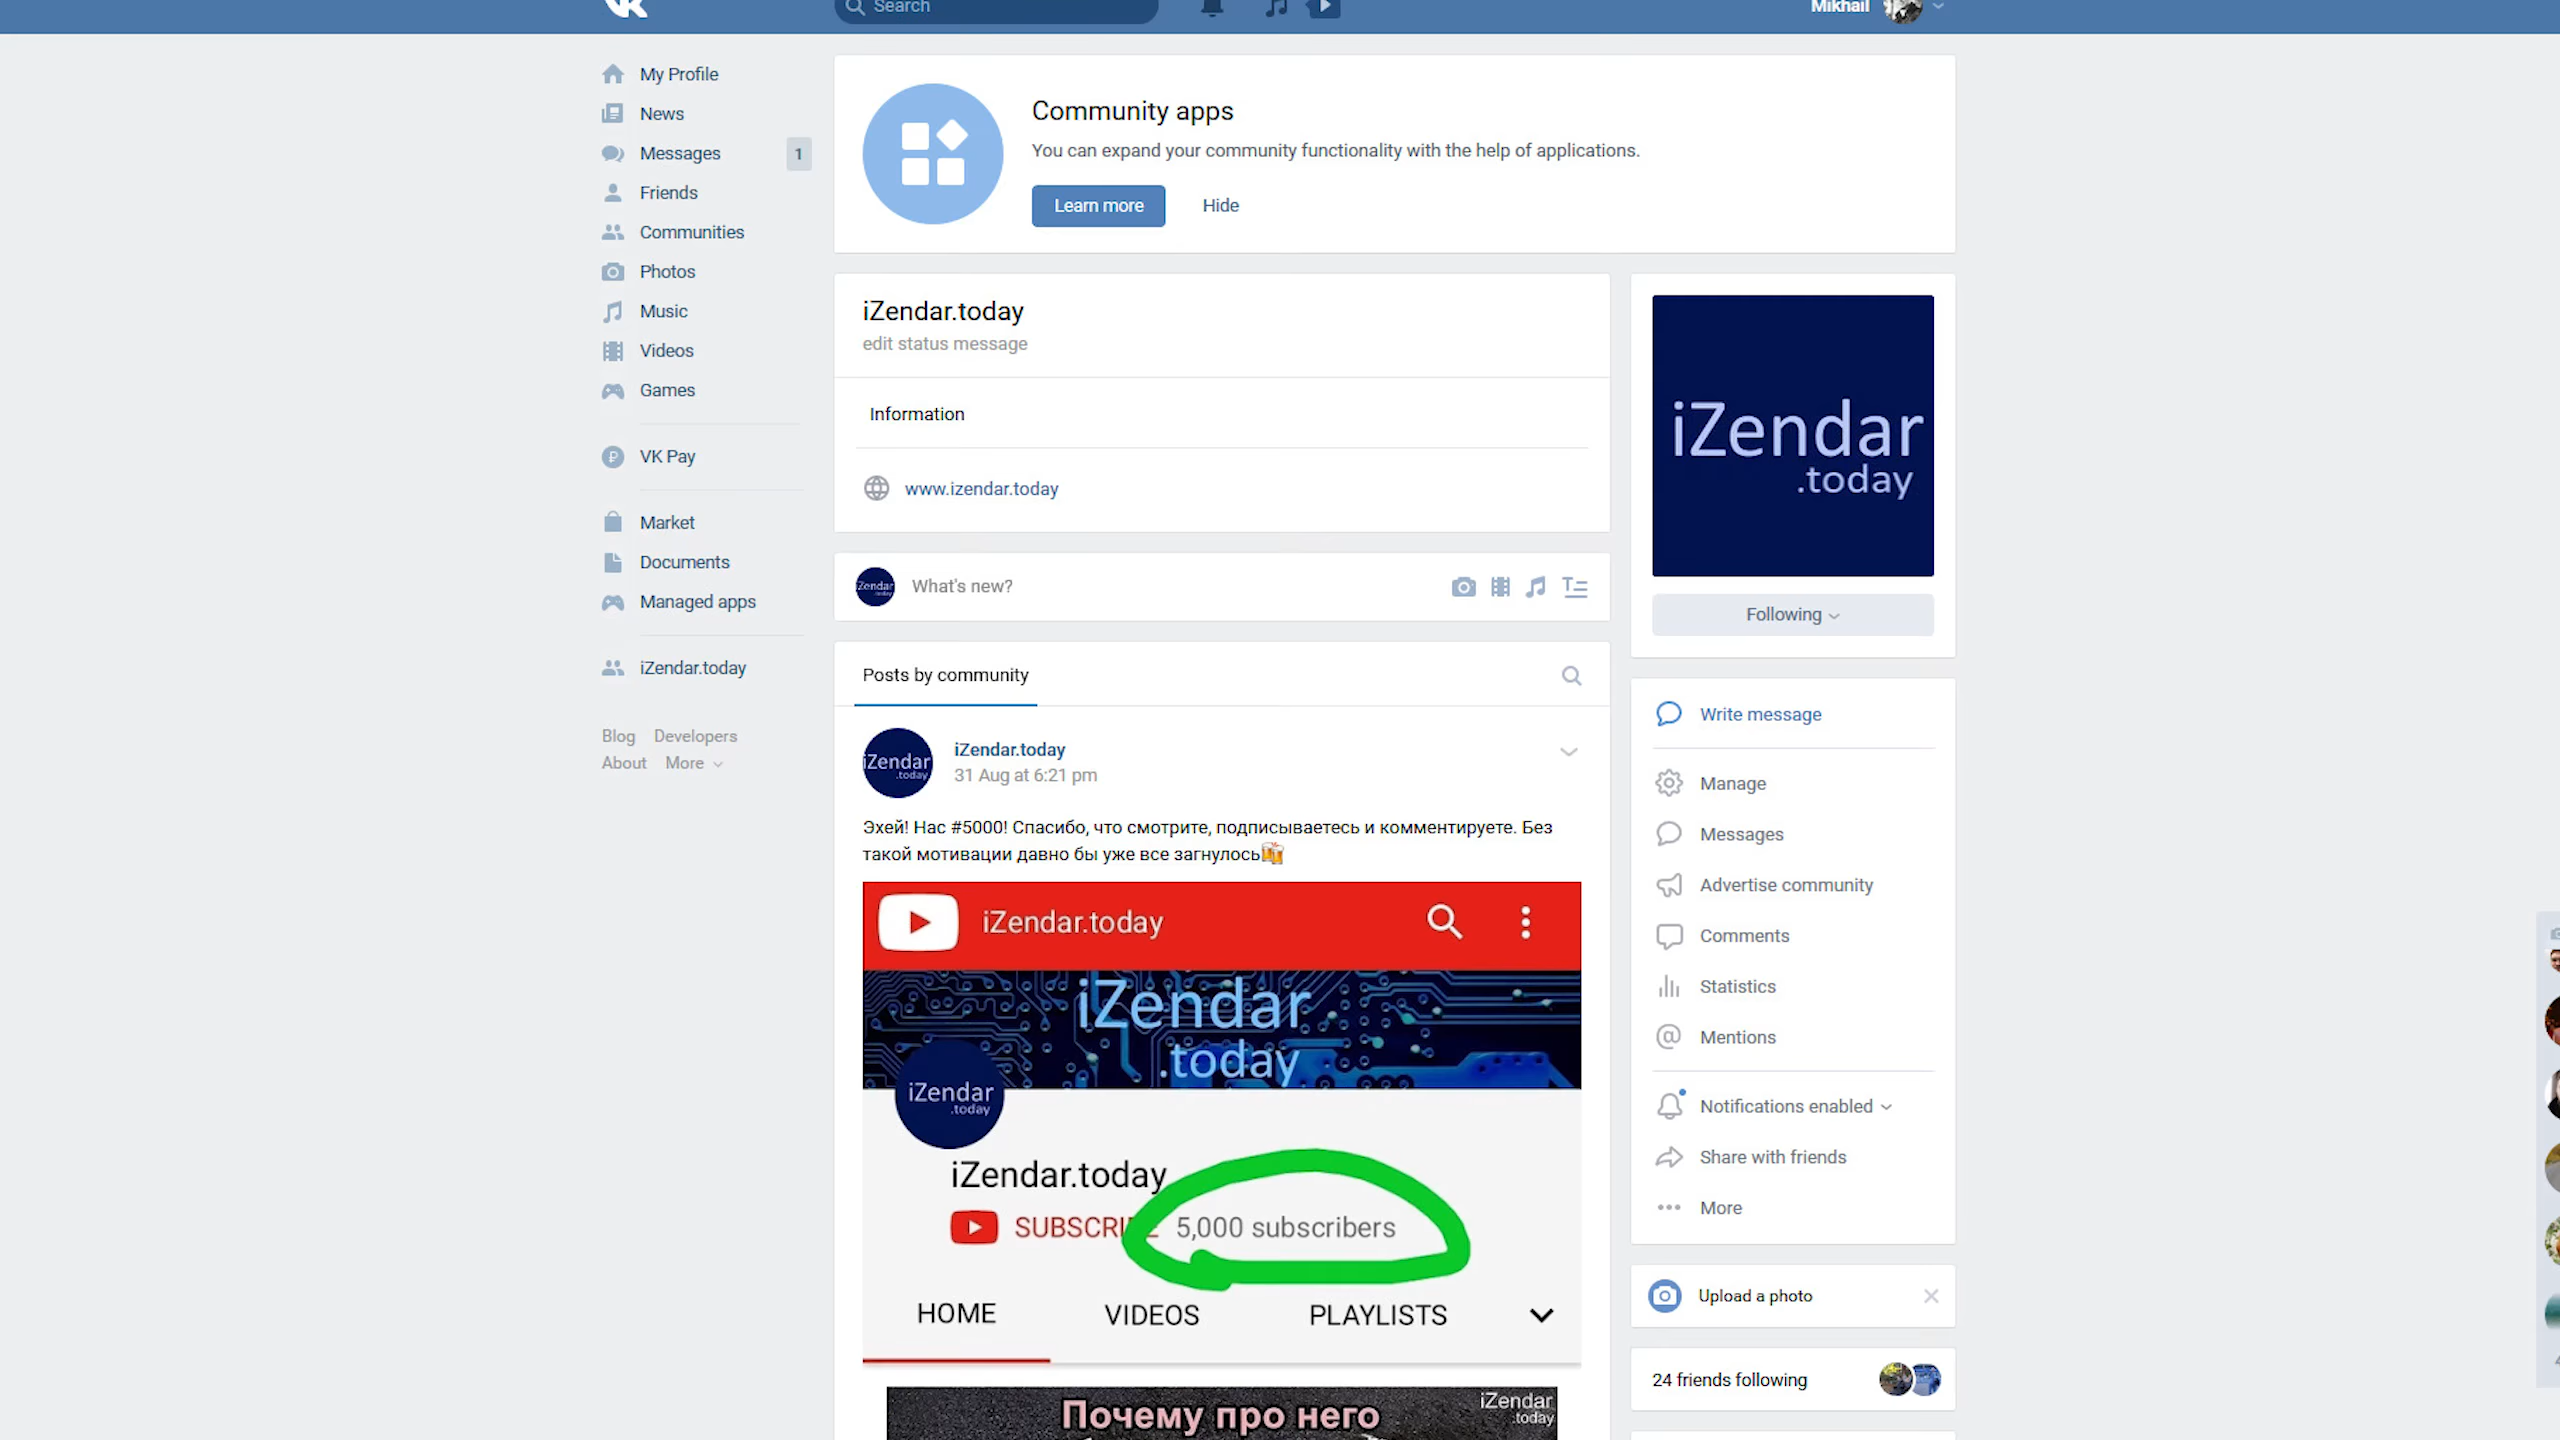 Search
Mikhail
My Profile
News
Messages
1
Friends
Communities
Photos
Music
Videos
Games
VK Pay
Market
Documents
Managed apps
iZendar.today
Blog Developers
About More
Community apps
You can expand your community functionality with the help of applications.
Learn more Hide
iZendar.today
edit status message
Information
www.izendar.today
iZendar
.today
What's new?
Posts by community
iZendar
.today
iZendar.today
31 Aug at 6:21 pm
Эхей! Нас #5000! Спасибо, что смотрите, подписываетесь и комментируете. Без
такой мотивации давно бы уже все загнулось
iZendar.today
iZendar
.today
iZendar
.today
iZendar.today
5,000 subscribers
HOME VIDEOS PLAYLISTS
Почему про него
iZendar
.today
iZendar
.today
Following
Write message
Manage
Messages
Advertise community
Comments
Statistics
Mentions
Notifications enabled
Share with friends
More
Upload a photo
24 friends following